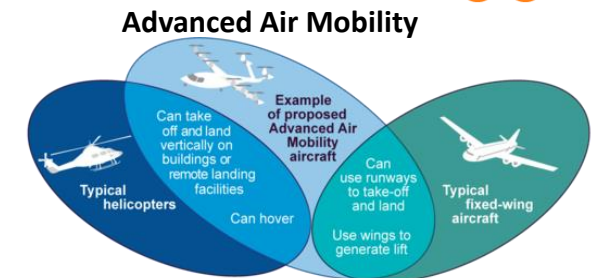 Advanced Air Mobility
Example
of proposed
Advanced Air
Mobility
aircraft
Can take
off and land
vertically on
buildings or
remote landing
facilities
Can hover
Typical
helicopters
Can
use runways
to take-off
and land
Use wings to
generate lift
Typical
fixed-wing
aircraft